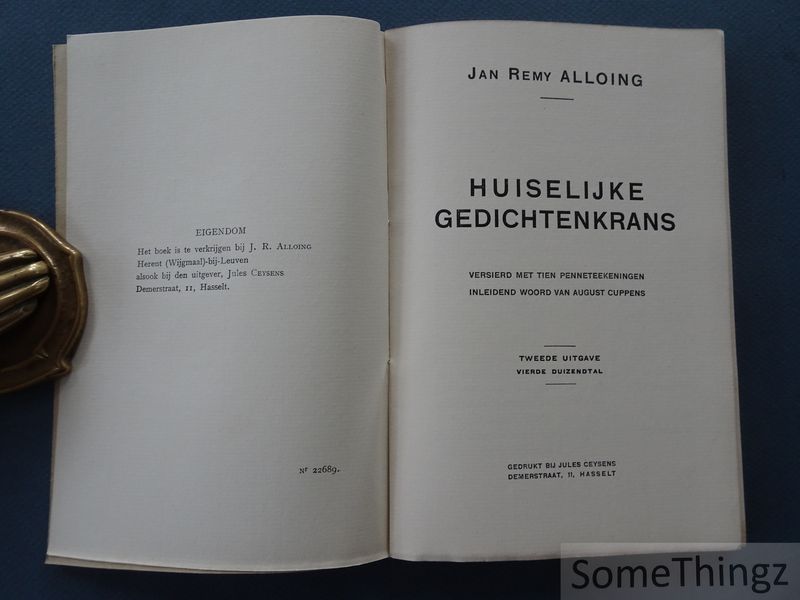 EIGENDOM
Het boek is te verkrijgen bij J. R. ALLOING
Herent (Wijgmaal)-bij-Leuven
alsook bij den uitgever, JULES CEYSENS
Demerstraat, 11, Hasselt.
Nr 22689.
JAN REMY ALLOING
HUISELIJKE
GEDICHTENKRANS
VERSIERD MET TIEN PENNETEEKENINGEN
INLEIDEND WOORD VAN AUGUST CUPPENS
TWEEDE UITGAVE
VIERDE DUIZENDTAL
GEDRUKT BIJ JULES CEYSENS
DEMERSTRAAT, 11, HASSELT
SomeThingz